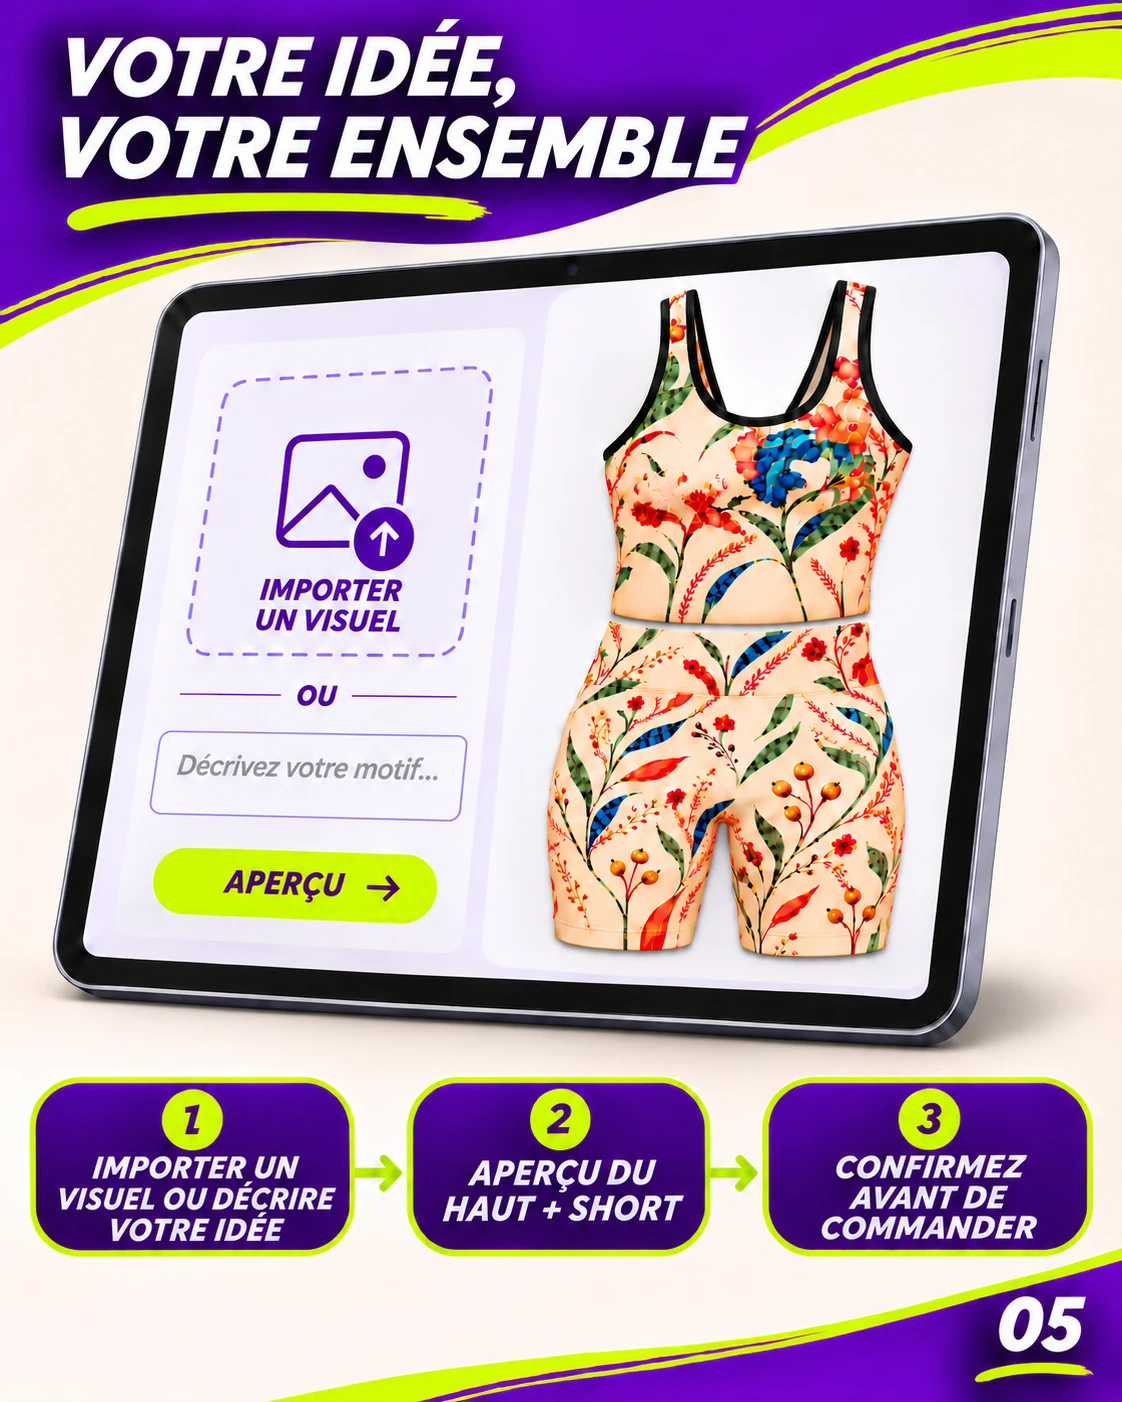 VOTRE IDÉE,
VOTRE ENSEMBLE
IMPORTER
UN VISUEL
OU
Décrivez votre motif...
APERÇU →
1
IMPORTER UN
VISUEL OU DÉCRIRE
VOTRE IDÉE
2
APERÇU DU
HAUT + SHORT
3
CONFIRMEZ
AVANT DE
COMMANDER
05